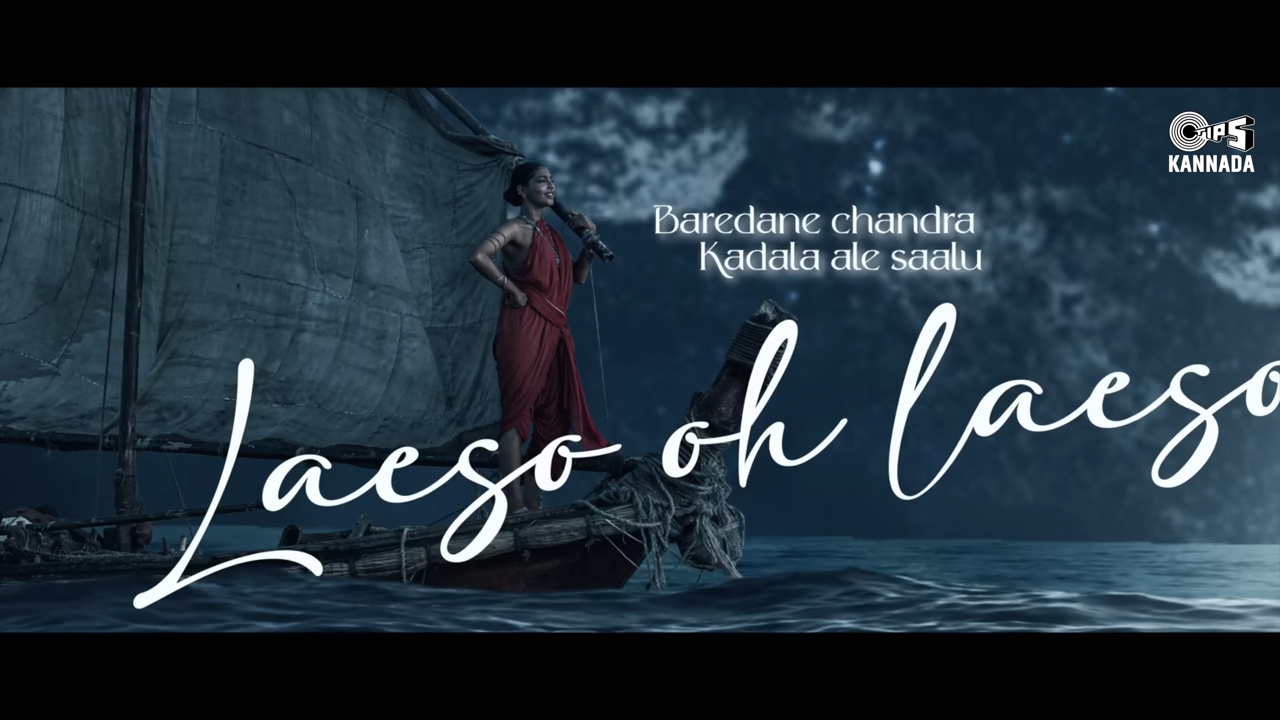 TIPS
KANNADA
Baredane chandra
Kadala ale saalu
Laeso oh laeso